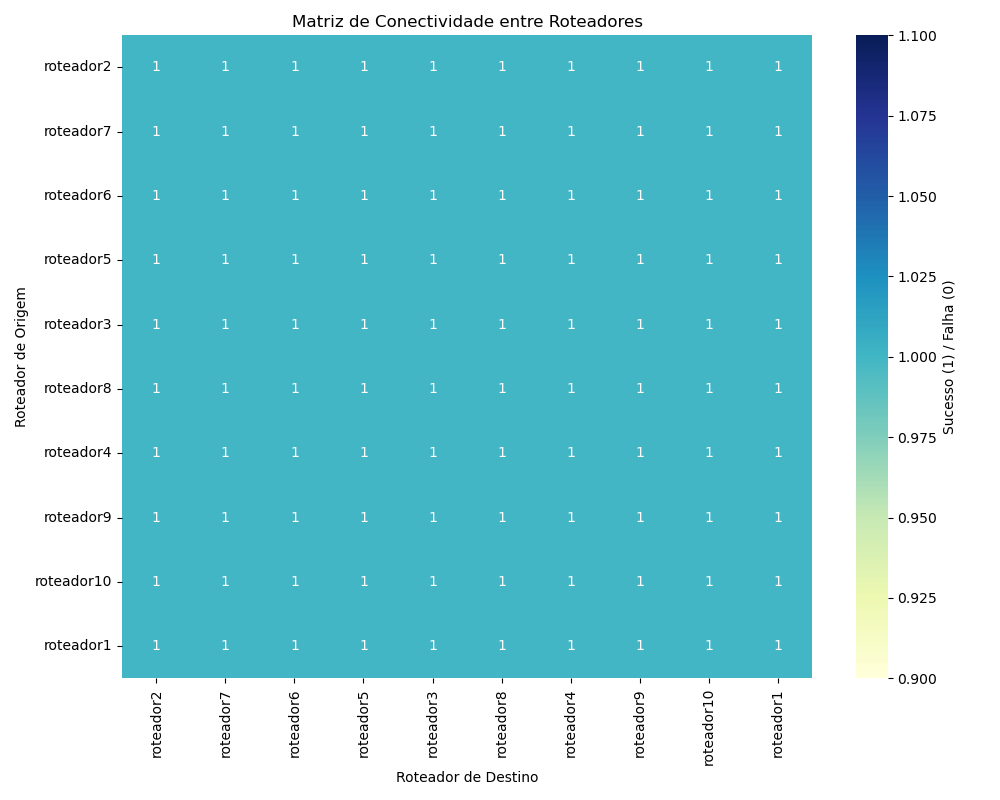 Matriz de Conectividade entre Roteadores
roteador2 1 1 1 1 1 1 1 1 1 1
roteador7 1 1 1 1 1 1 1 1 1 1
roteador6 1 1 1 1 1 1 1 1 1 1
roteador5 1 1 1 1 1 1 1 1 1 1
roteador3 1 1 1 1 1 1 1 1 1 1
roteador8 1 1 1 1 1 1 1 1 1 1
roteador4 1 1 1 1 1 1 1 1 1 1
roteador9 1 1 1 1 1 1 1 1 1 1
roteador10 1 1 1 1 1 1 1 1 1 1
roteador1 1 1 1 1 1 1 1 1 1 1
Roteador de Origem
roteador2 roteador7 roteador6 roteador5 roteador3 roteador8 roteador4 roteador9 roteador10 roteador1
Roteador de Destino
1.100
1.075
1.050
1.025
1.000
0.975
0.950
0.925
0.900
Sucesso (1) / Falha (0)